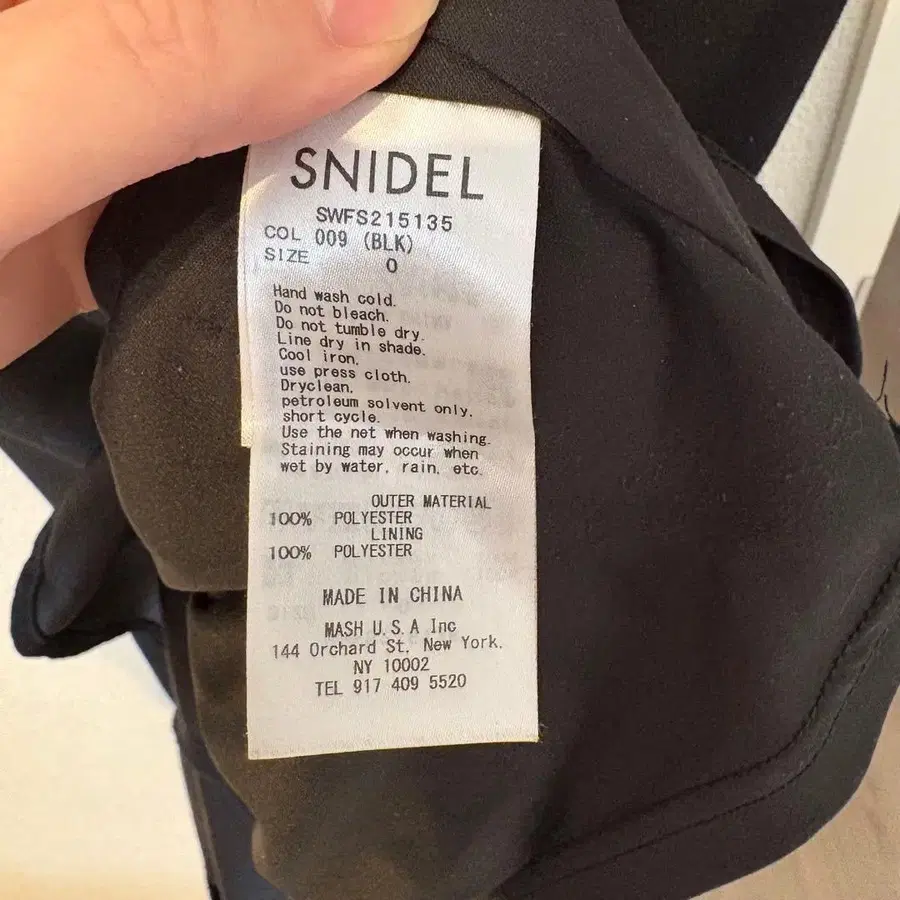 SNIDEL
SWFS215135
COL 009 (BLK)
SIZE 0
Hand wash cold.
Do not bleach.
Do not tumble dry.
Line dry in shade.
Cool iron.
use press cloth.
Dryclean.
petroleum solvent only.
short cycle.
Use the net when washing.
Staining may occur when
wet by water, rain, etc.
OUTER MATERIAL
100% POLYESTER
LINING
100% POLYESTER
MADE IN CHINA
MASH U.S.A Inc
144 Orchard St, New York.
NY 10002
TEL 917 409 5520